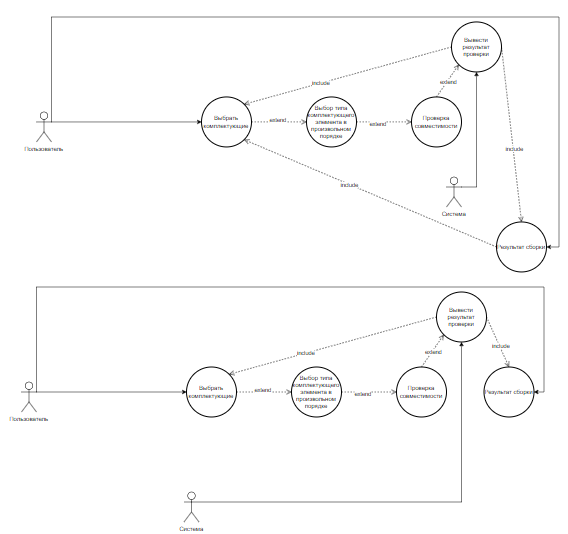 Вывести
результат
проверки
include
extend
Выбрать
комплектующие
extend
Выбор типа
комплектующего
элемента в
произвольном
порядке
extend
Проверка
совместимости
Пользователь
include
include
Система
Результат сборки
Вывести
результат
проверки
include
extend
include
Выбрать
комплектующие
extend
Выбор типа
комплектующего
элемента в
произвольном
порядке
extend
Проверка
совместимости
Результат сборки
Пользователь
Система